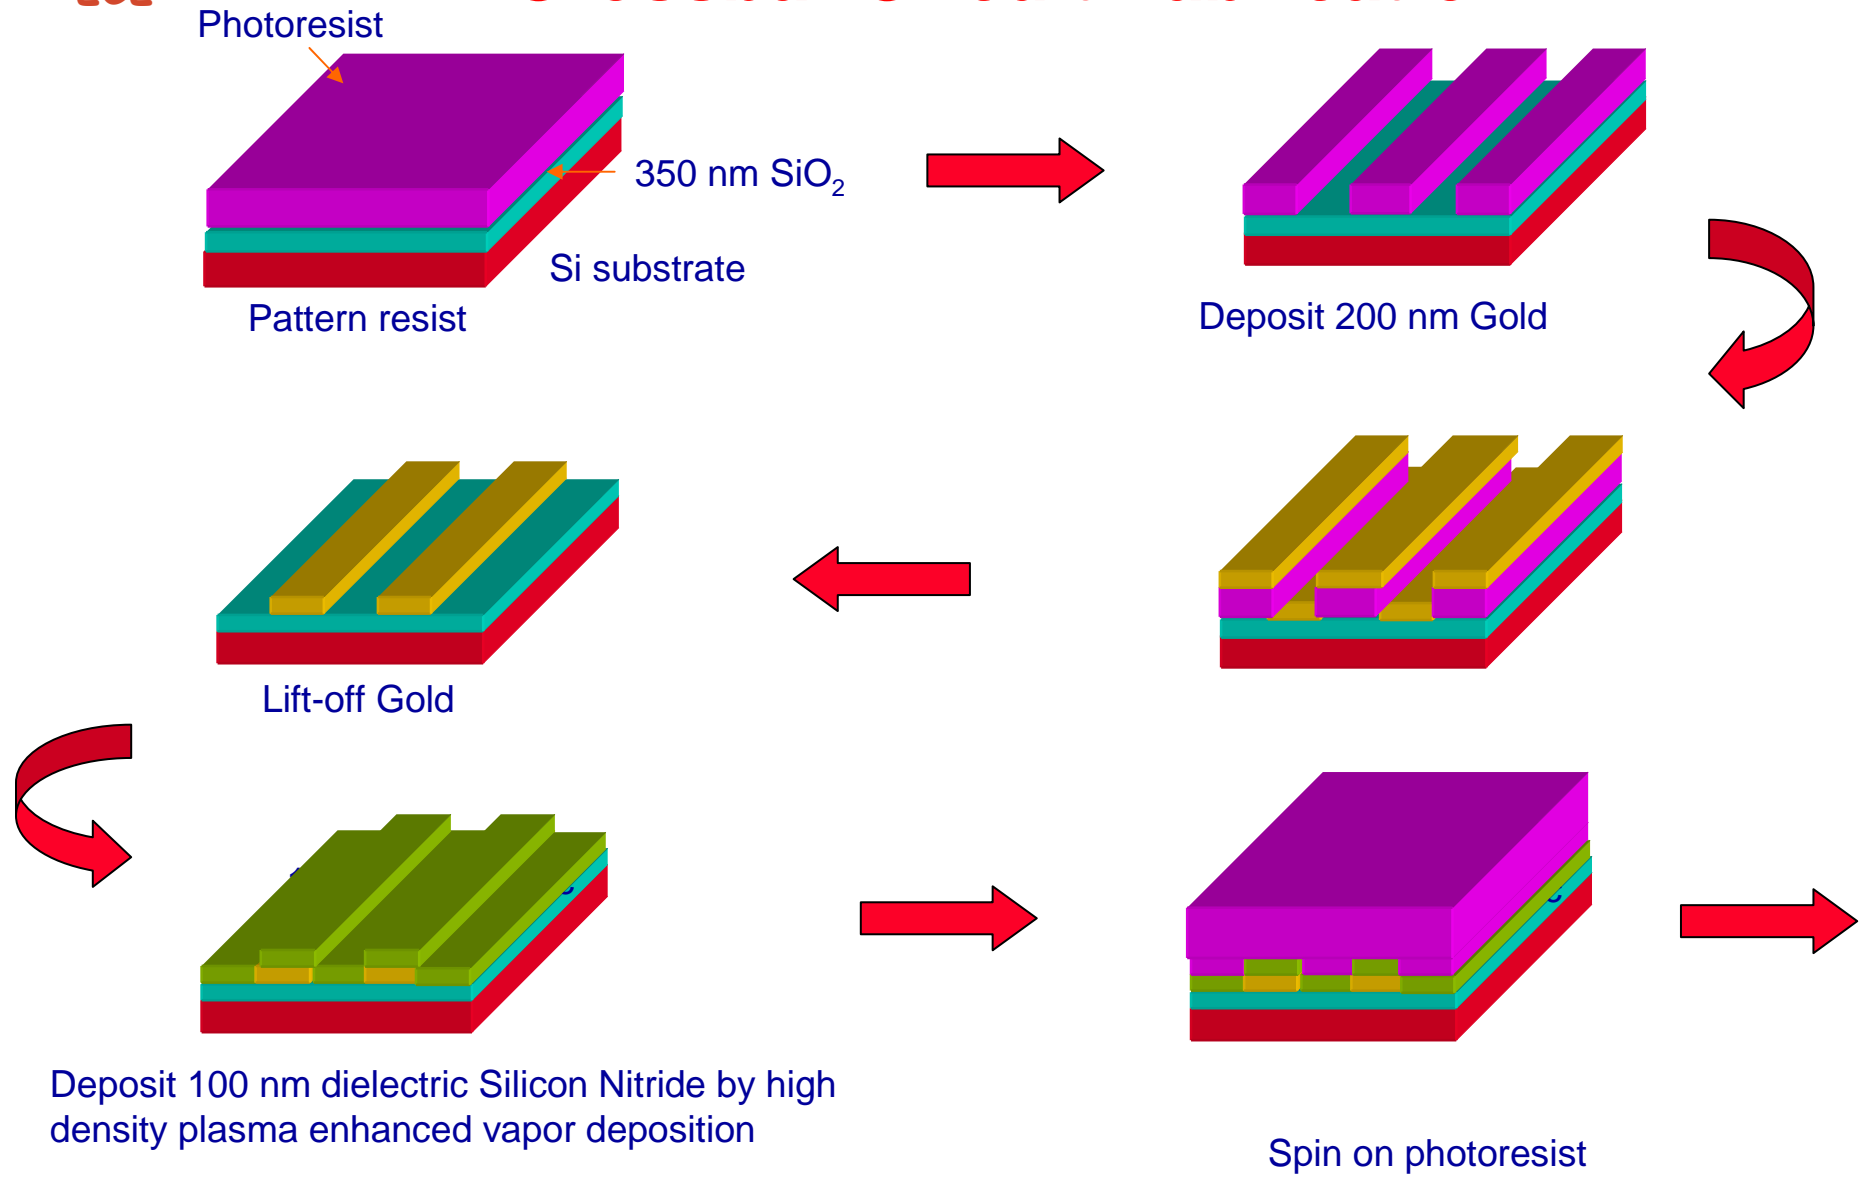 Photoresist
350 nm SiO₂
Si substrate
Pattern resist
Deposit 200 nm Gold
Lift-off Gold
Deposit 100 nm dielectric Silicon Nitride by high
density plasma enhanced vapor deposition
Spin on photoresist